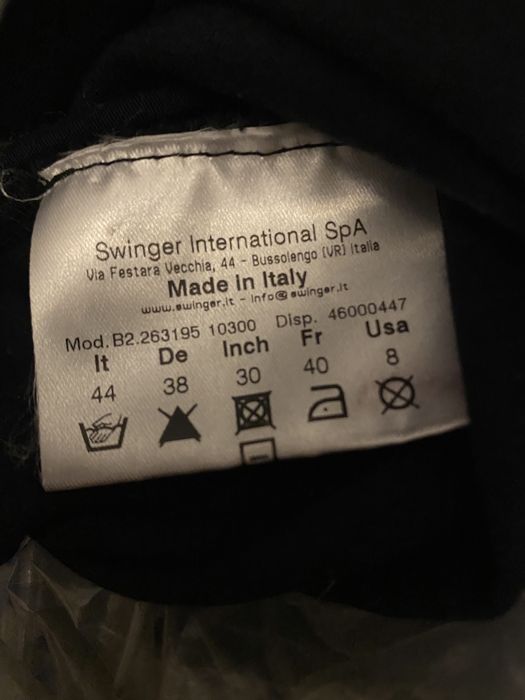 Swinger International SpA
Via Festara Vecchia, 44 - Bussolengo (VR) Italia
Made in Italy
www.swinger.it - info@swinger.it
Mod. B2.263195 10300 Disp. 46000447
It De Inch Fr Usa
44 38 30 40 8